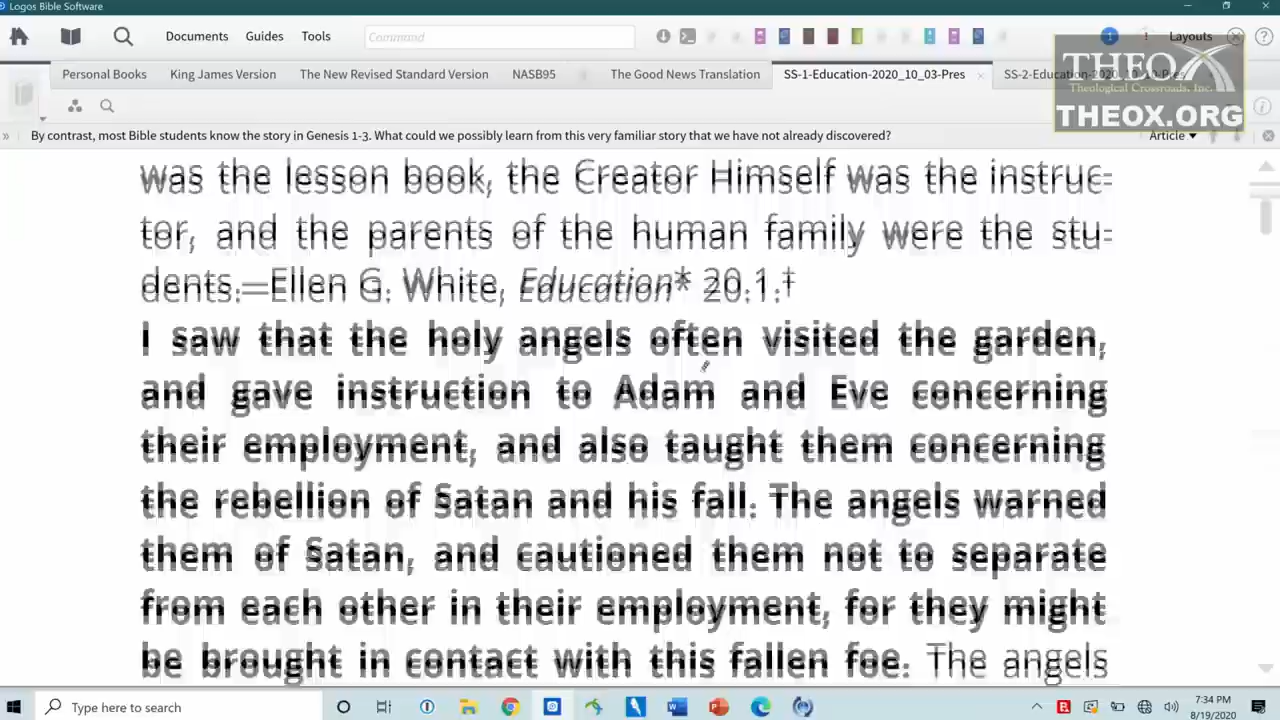 Logos Bible Software
Documents Guides Tools Command 1 Layouts
Personal Books King James Version The New Revised Standard Version NASB95 The Good News Translation SS-1-Education-2020_10_03-Pres SS-2-Education-2020_10_10-Pres
THEO
Theological Crossroads, Inc.
THEOX.ORG
By contrast, most Bible students know the story in Genesis 1-3. What could we possibly learn from this very familiar story that we have not already discovered? Article
was the lesson book, the Creator Himself was the instruc-
tor, and the parents of the human family were the stu-
dents.—Ellen G. White, Education* 20.1.†
I saw that the holy angels often visited the garden,
and gave instruction to Adam and Eve concerning
their employment, and also taught them concerning
the rebellion of Satan and his fall. The angels warned
them of Satan, and cautioned them not to separate
from each other in their employment, for they might
be brought in contact with this fallen foe. The angels
Type here to search
7:34 PM
8/19/2020